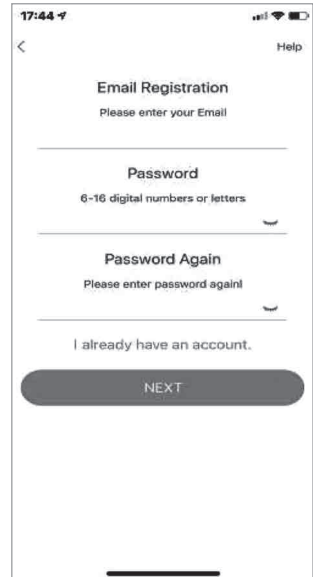 17:44
Help
Email Registration
Please enter your Email
Password
6-16 digital numbers or letters
Password Again
Please enter password again!
I already have an account.
NEXT